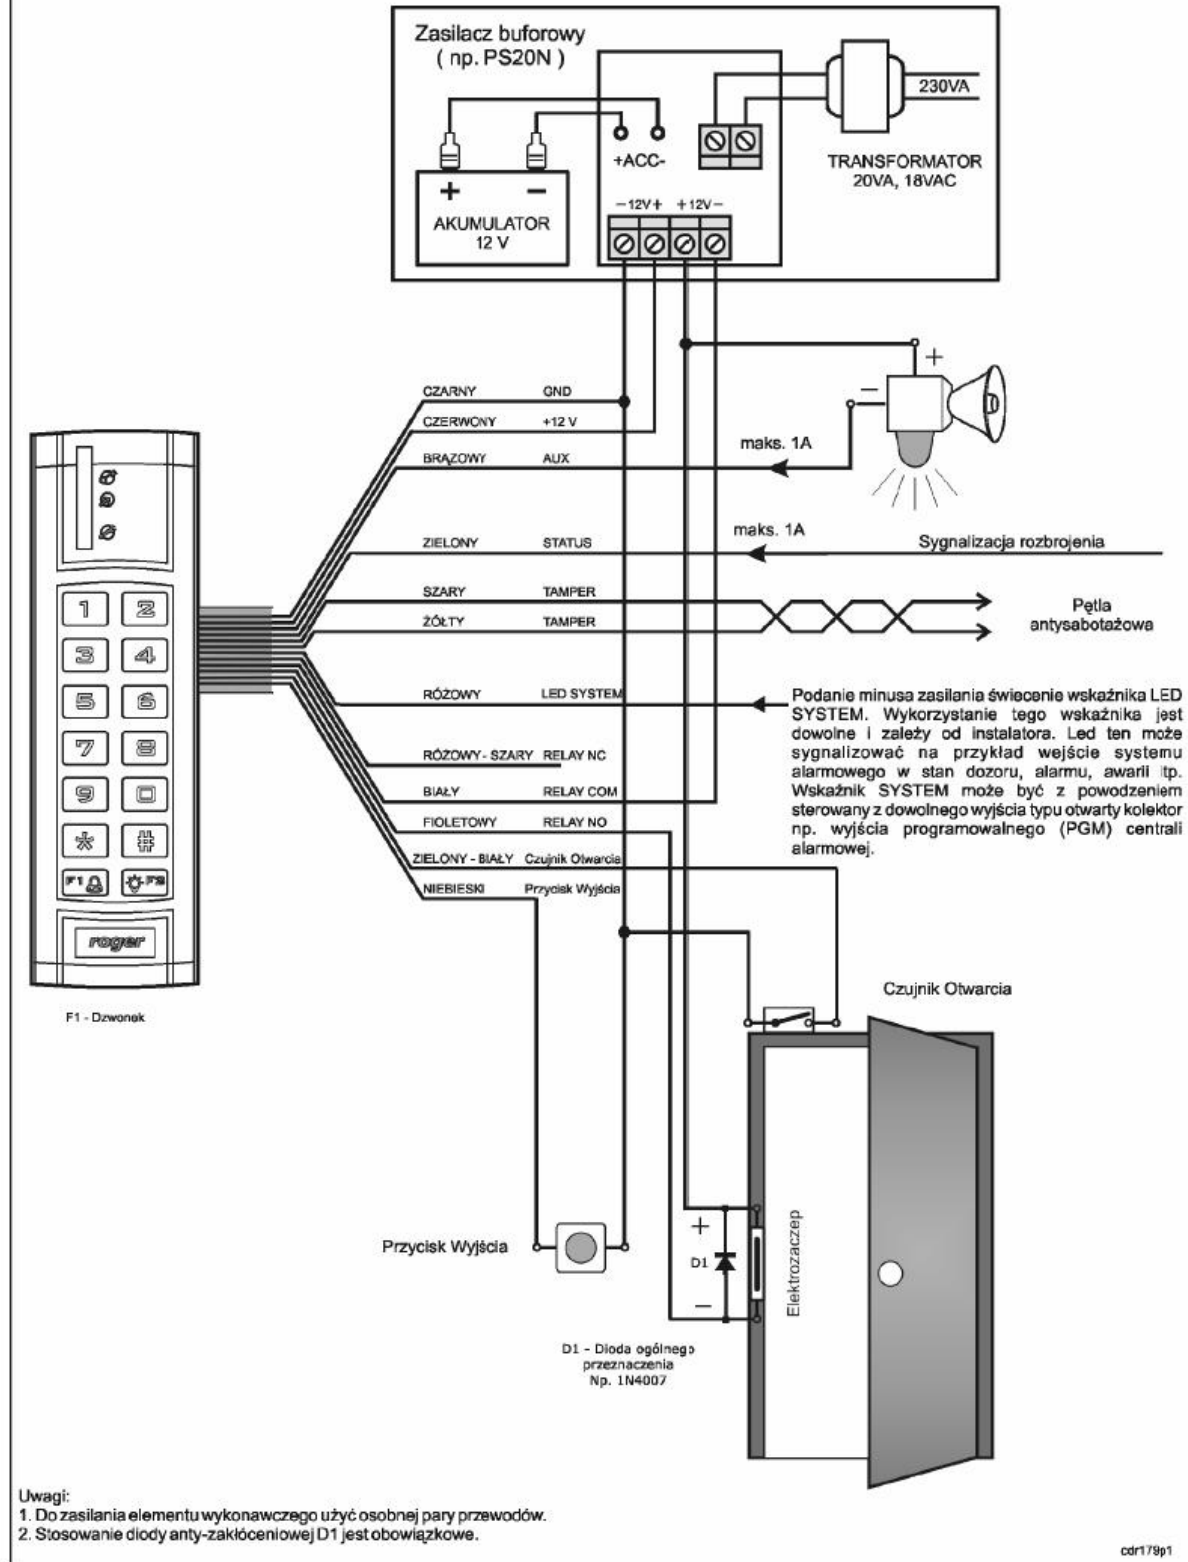 Zasilacz buforowy
( np. PS20N )
230VA
+ACC-
TRANSFORMATOR
20VA, 18VAC
+ −
AKUMULATOR
12 V
−12V+ +12V−
+
−
CZARNY GND
CZERWONY +12 V
BRĄZOWY AUX
maks. 1A
ZIELONY STATUS
maks. 1A
Sygnalizacja rozbrojenia
SZARY TAMPER
ŻÓŁTY TAMPER
Pętla
antysabotażowa
RÓŻOWY LED SYSTEM
Podanie minusa zasilania świecenie wskaźnika LED
SYSTEM. Wykorzystanie tego wskaźnika jest
dowolne i zależy od instalatora. Led ten może
sygnalizować na przykład wejście systemu
alarmowego w stan dozoru, alarmu, awarii itp.
Wskaźnik SYSTEM może być z powodzeniem
sterowany z dowolnego wyjścia typu otwarty kolektor
np. wyjścia programowalnego (PGM) centrali
alarmowej.
RÓŻOWY - SZARY RELAY NC
BIAŁY RELAY COM
FIOLETOWY RELAY NO
ZIELONY - BIAŁY Czujnik Otwarcia
NIEBIESKI Przycisk Wyjścia
1 2
3 4
5 6
7 8
9 0
* #
F1 F2
roger
F1 - Dzwonek
Czujnik Otwarcia
Przycisk Wyjścia
+
D1
−
Elektrozaczep
D1 - Dioda ogólnego
przeznaczenia
Np. 1N4007
Uwagi:
1. Do zasilania elementu wykonawczego użyć osobnej pary przewodów.
2. Stosowanie diody anty-zakłóceniowej D1 jest obowiązkowe.
cdr179p1